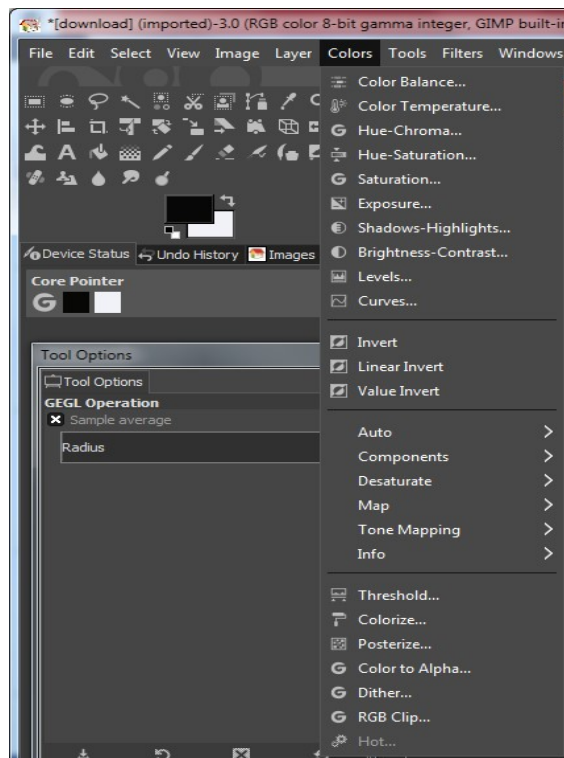 *[download] (imported)-3.0 (RGB color 8-bit gamma integer, GIMP built-in
File Edit Select View Image Layer Colors Tools Filters Windows
Color Balance...
Color Temperature...
Hue-Chroma...
Hue-Saturation...
Saturation...
Exposure...
Shadows-Highlights...
Brightness-Contrast...
Levels...
Curves...
Invert
Linear Invert
Value Invert
Auto
Components
Desaturate
Map
Tone Mapping
Info
Threshold...
Colorize...
Posterize...
Color to Alpha...
Dither...
RGB Clip...
Hot...
Device Status Undo History Images
Core Pointer
Tool Options
Tool Options
GEGL Operation
Sample average
Radius